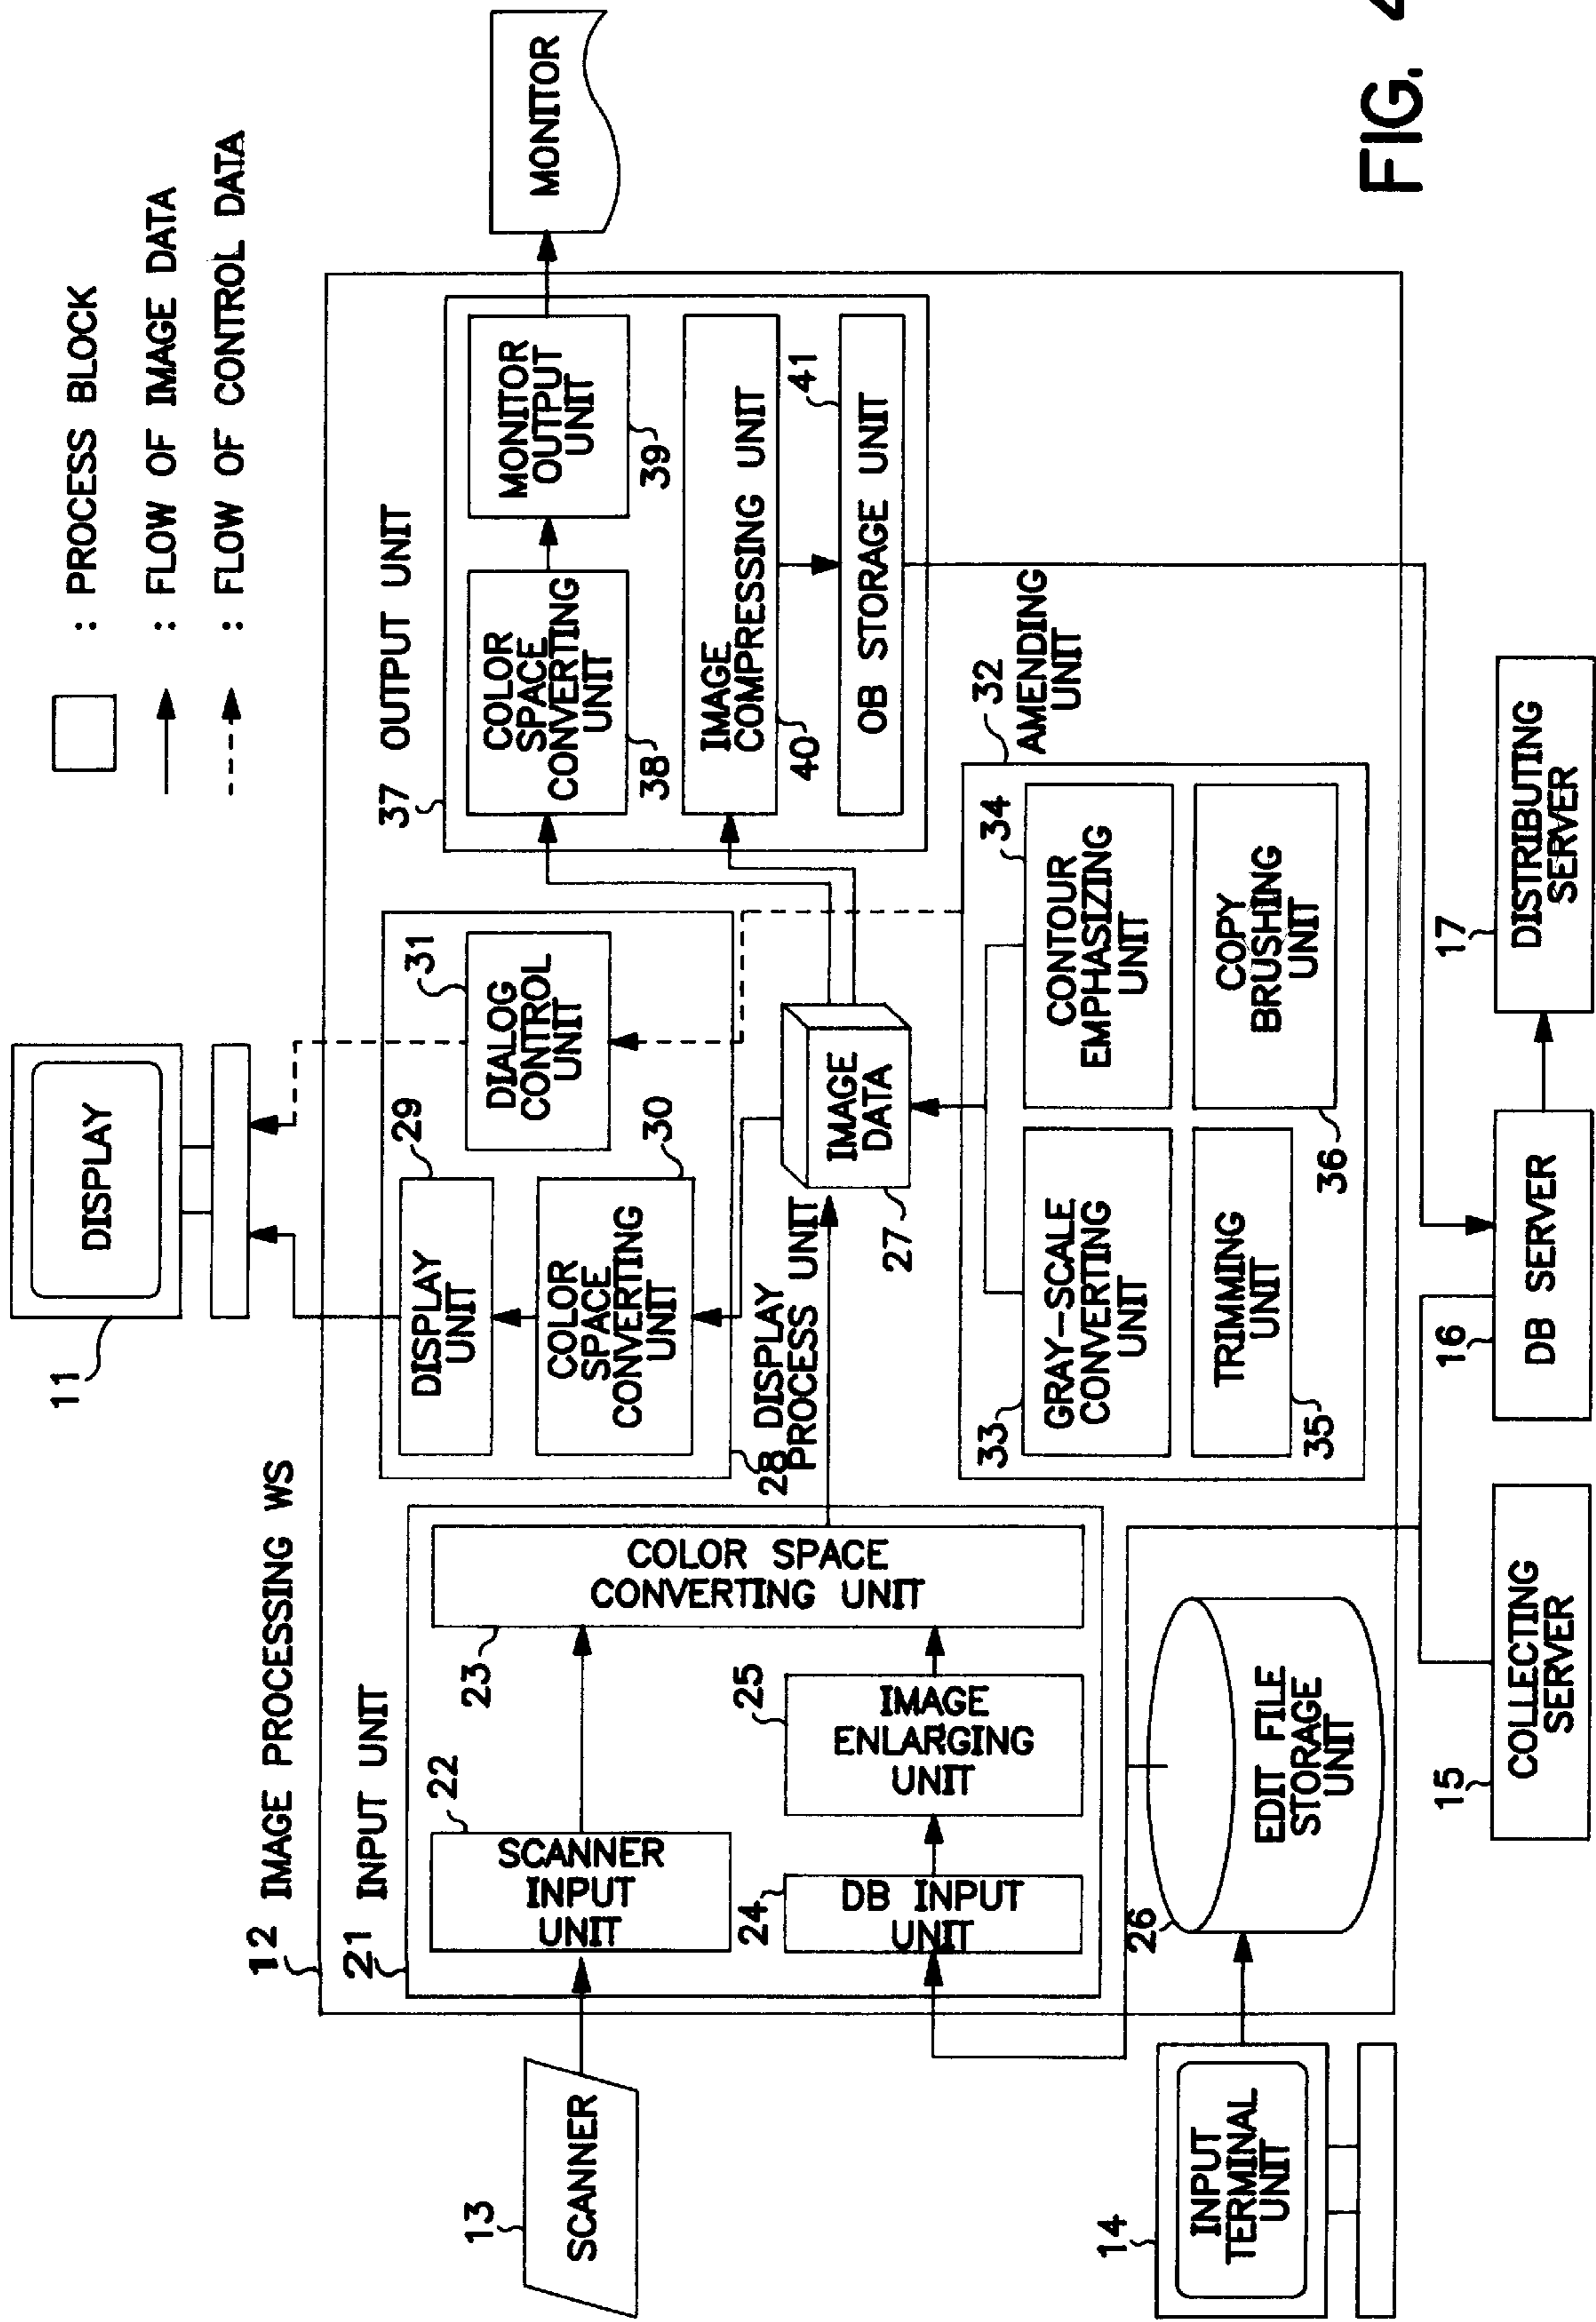 : PROCESS BLOCK
: FLOW OF IMAGE DATA
: FLOW OF CONTROL DATA
11
DISPLAY
12 IMAGE PROCESSING WS
21 INPUT UNIT
13
SCANNER
22
SCANNER
INPUT
UNIT
23
COLOR SPACE
CONVERTING UNIT
24
DB INPUT
UNIT
25
IMAGE
ENLARGING
UNIT
14
INPUT
TERMINAL
UNIT
26
EDIT FILE
STORAGE
UNIT
28 DISPLAY
PROCESS UNIT
29
DISPLAY
UNIT
30
COLOR
SPACE
CONVERTING
UNIT
31
DIALOG
CONTROL
UNIT
27
IMAGE
DATA
32
AMENDING
UNIT
33
GRAY-SCALE
CONVERTING
UNIT
34
CONTOUR
EMPHASIZING
UNIT
35
TRIMMING
UNIT
36
COPY
BRUSHING
UNIT
37 OUTPUT UNIT
38
COLOR
SPACE
CONVERTING
UNIT
39
MONITOR
OUTPUT
UNIT
MONITOR
40
IMAGE
COMPRESSING UNIT
41
OB STORAGE UNIT
15
COLLECTING
SERVER
16
DB SERVER
17
DISTRIBUTING
SERVER
FIG. 4